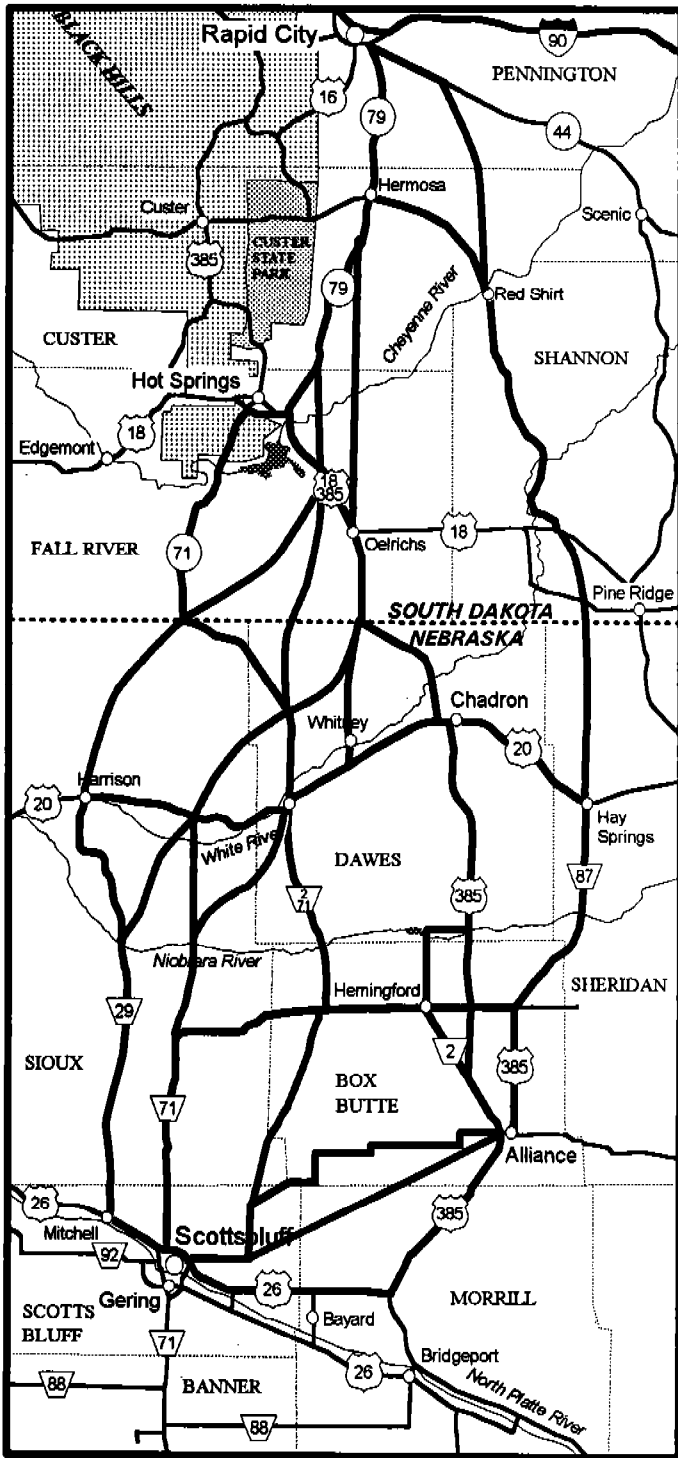 BLACK HILLS
Rapid City
90
PENNINGTON
16
79
44
Hermosa
Custer
Scenic
385
CUSTER
STATE
PARK
79
Cheyenne River
Red Shirt
CUSTER
SHANNON
Hot Springs
18
Edgemont
18
385
18
Oelrichs
FALL RIVER
71
Pine Ridge
SOUTH DAKOTA
NEBRASKA
Chadron
Whitney
20
Harrison
20
Hay
Springs
White River
DAWES
87
2
71
385
Niobrara River
SHERIDAN
Hemingford
29
2
SIOUX
385
BOX
BUTTE
71
Alliance
26
385
Mitchell
Scottsbluff
92
26
Gering
MORRILL
SCOTTS
BLUFF
Bayard
71
Bridgeport
26
88
BANNER
North Platte River
88